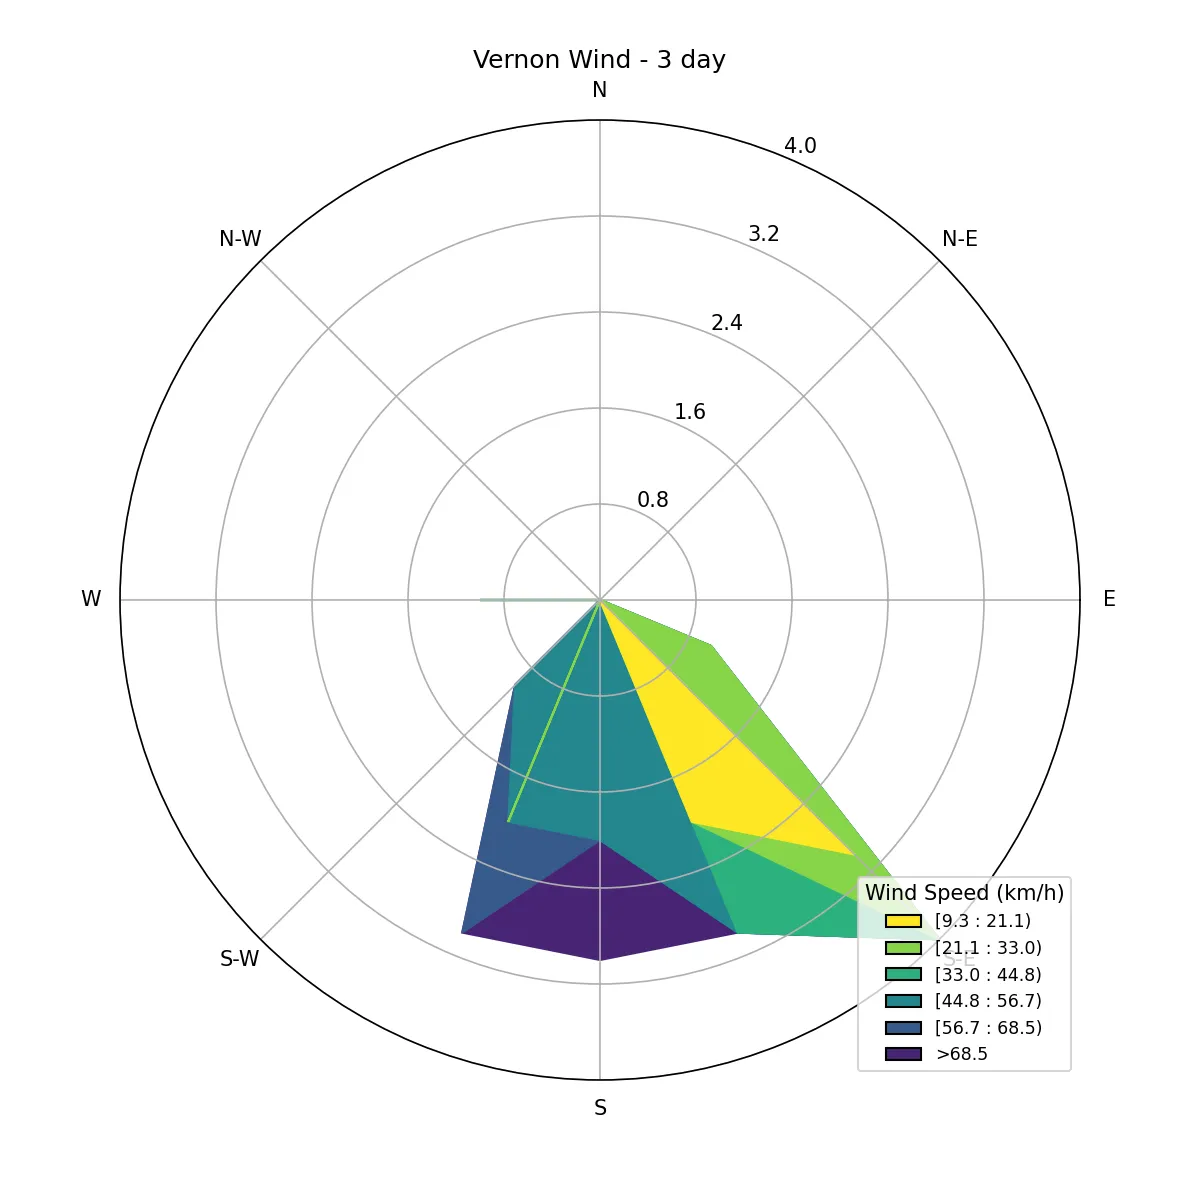 Vernon Wind - 3 day
N
4.0
N-W
3.2
N-E
2.4
1.6
0.8
W
E
Wind Speed (km/h)
[9.3 : 21.1)
[21.1 : 33.0)
S-W
S-E
[33.0 : 44.8)
[44.8 : 56.7)
[56.7 : 68.5)
>68.5
S